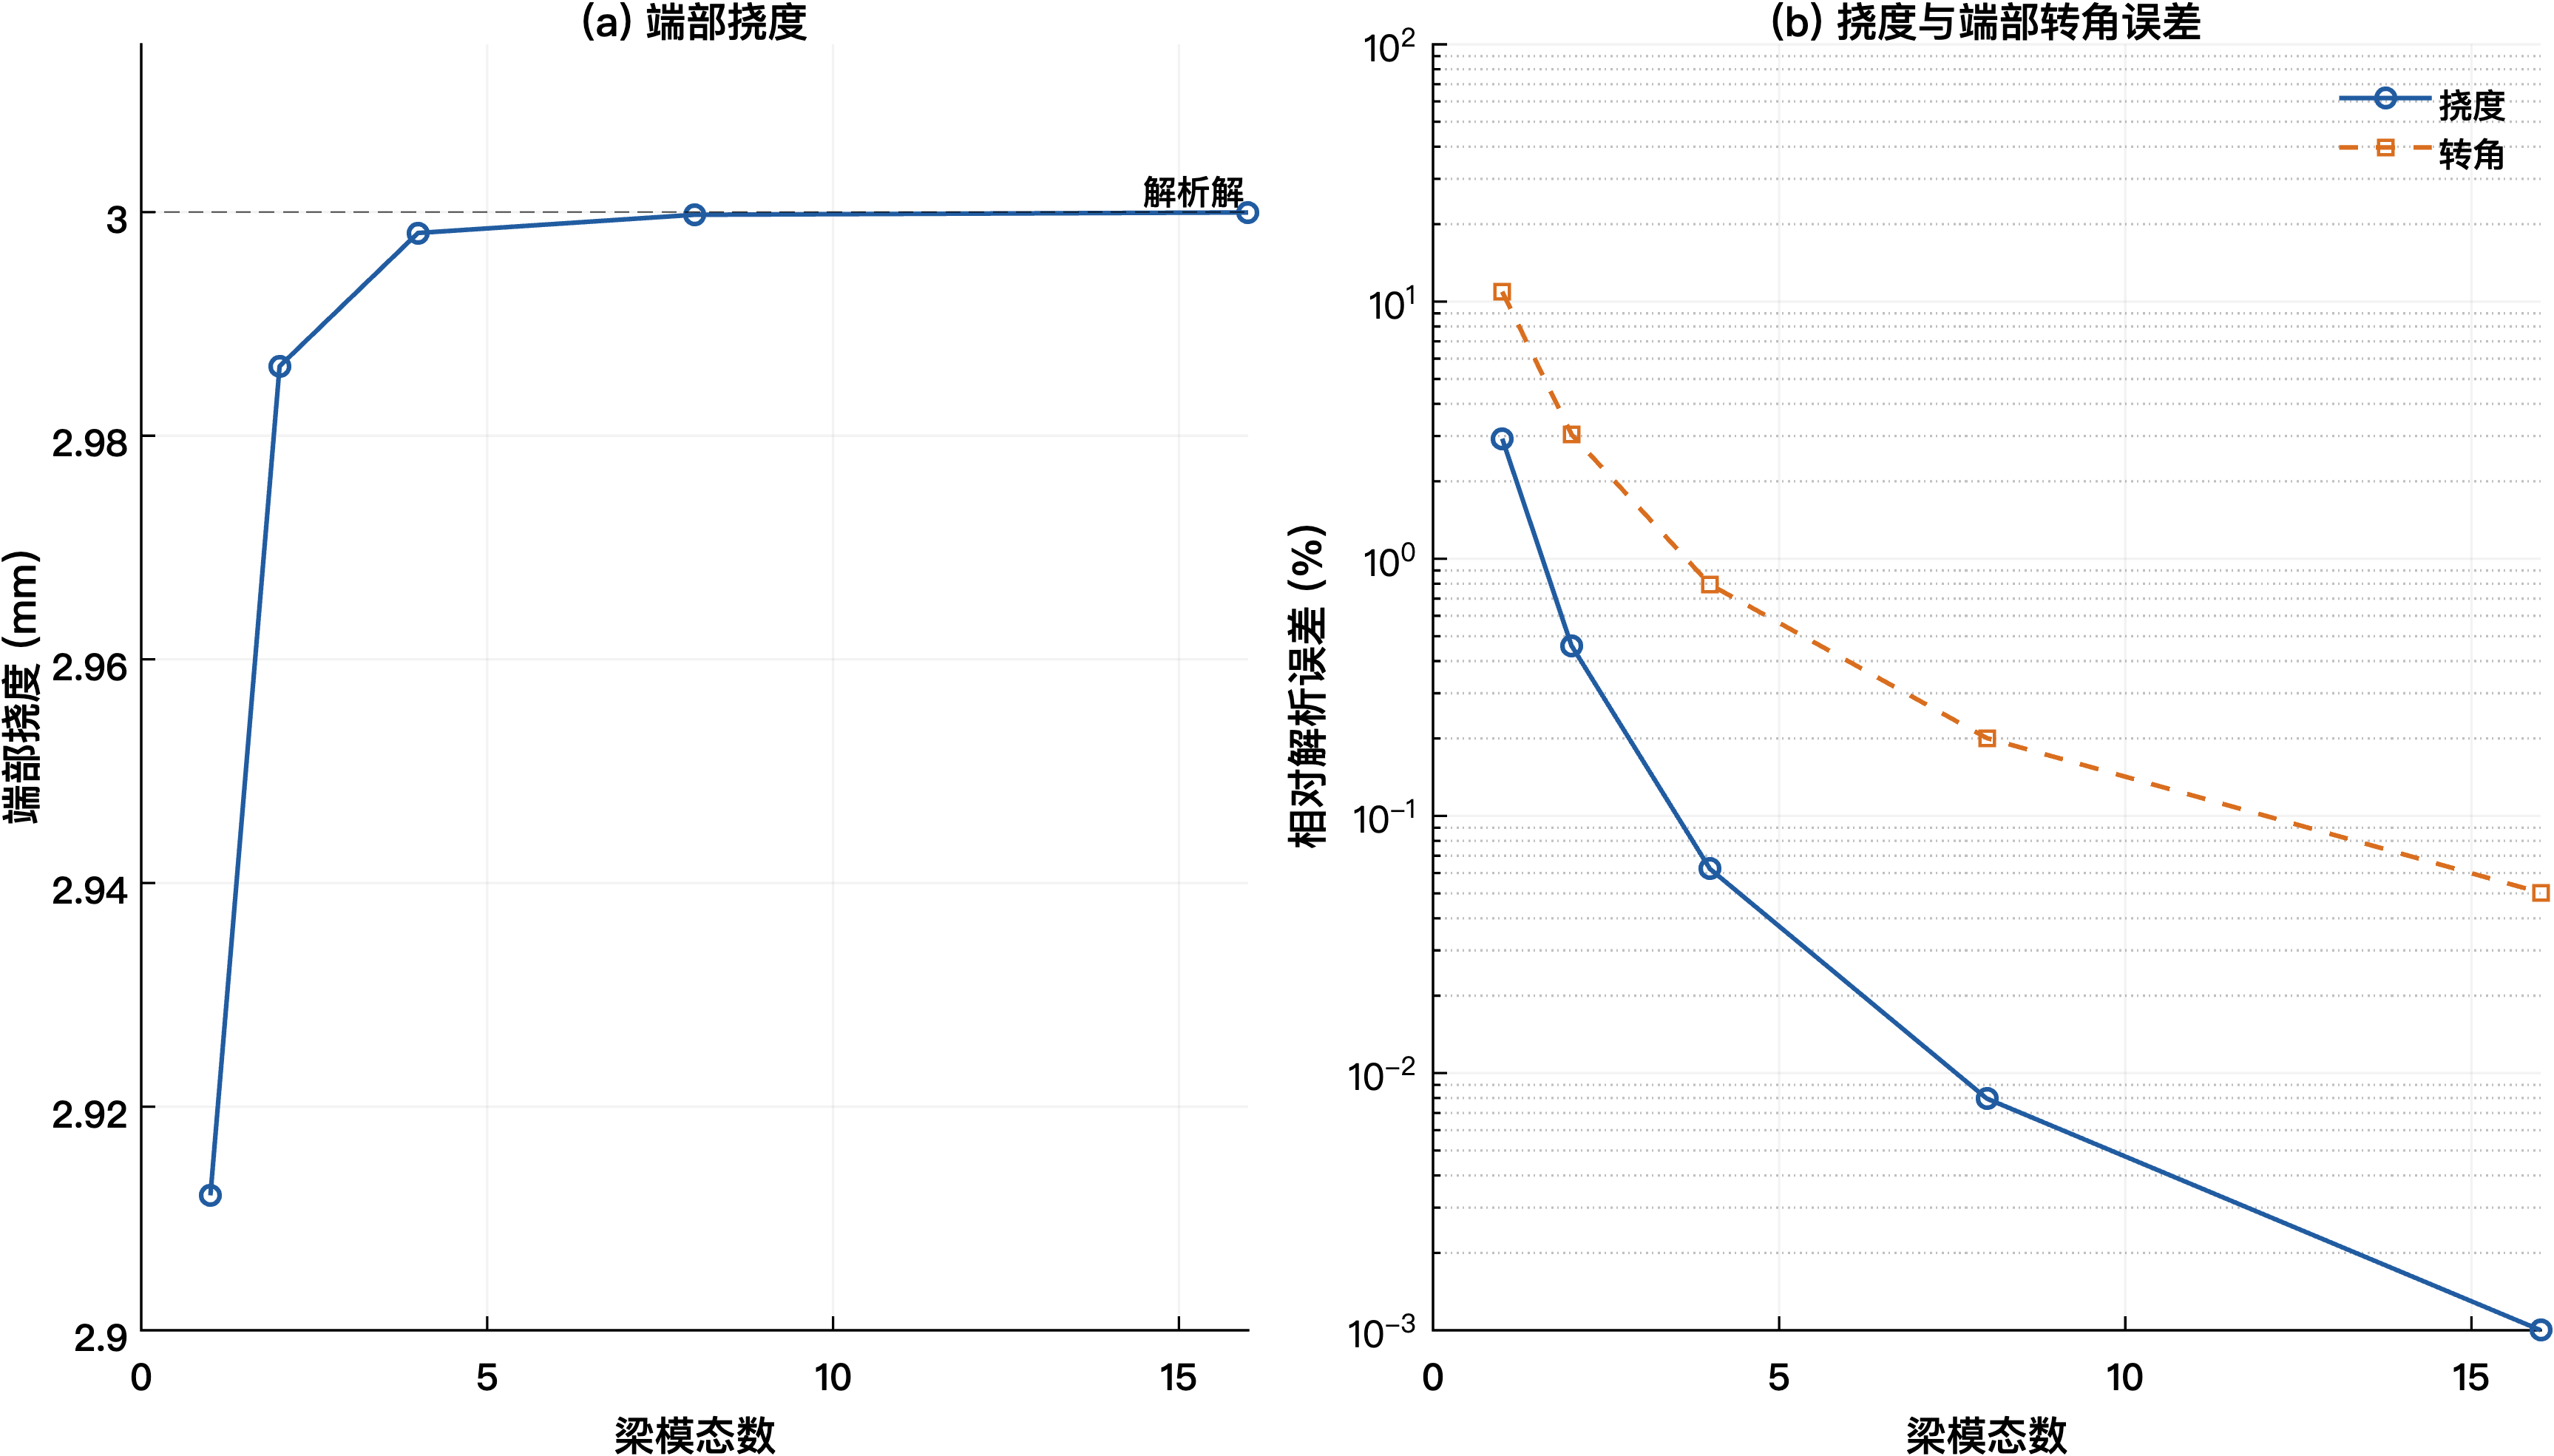 (a) 端部挠度
解析解
3
2.98
2.96
2.94
2.92
2.9
0 5 10 15
端部挠度 (mm)
梁模态数
(b) 挠度与端部转角误差
挠度
转角
10²
10¹
10⁰
10⁻¹
10⁻²
10⁻³
0 5 10 15
相对解析误差 (%)
梁模态数